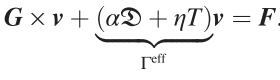 G × v + (α𝔇 + ηT)v = F.
Γ^eff